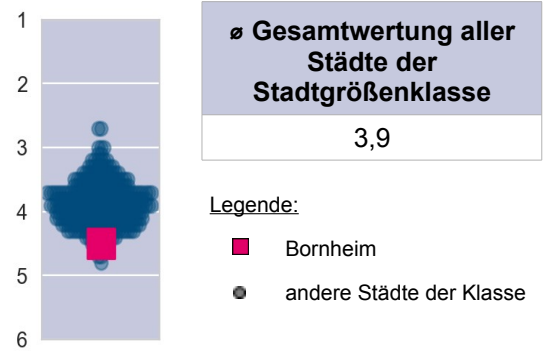 1
2
3
4
5
6
ø Gesamtwertung aller
Städte der
Stadtgrößenklasse
3,9
Legende:
Bornheim
andere Städte der Klasse